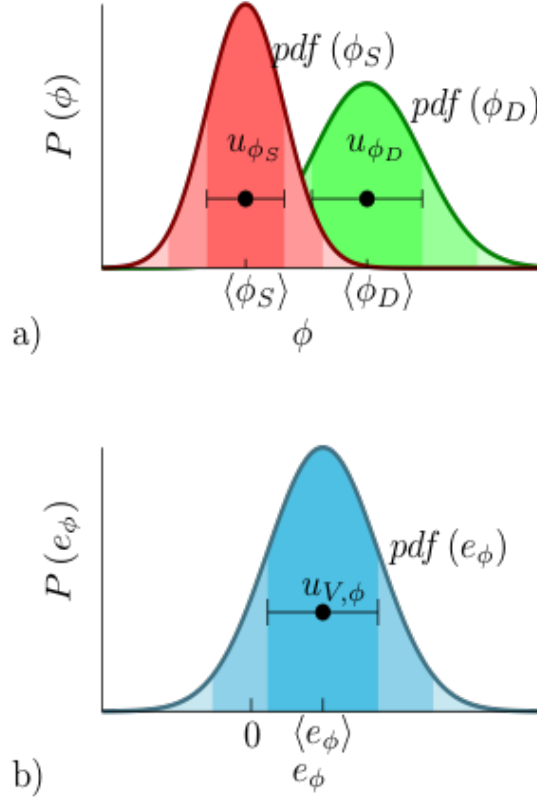 P(ϕ)
pdf(ϕ_S)
pdf(ϕ_D)
u_{ϕ_S} u_{ϕ_D}
⟨ϕ_S⟩ ⟨ϕ_D⟩
a) ϕ
P(e_ϕ)
pdf(e_ϕ)
u_{V,ϕ}
0 ⟨e_ϕ⟩
b) e_ϕ